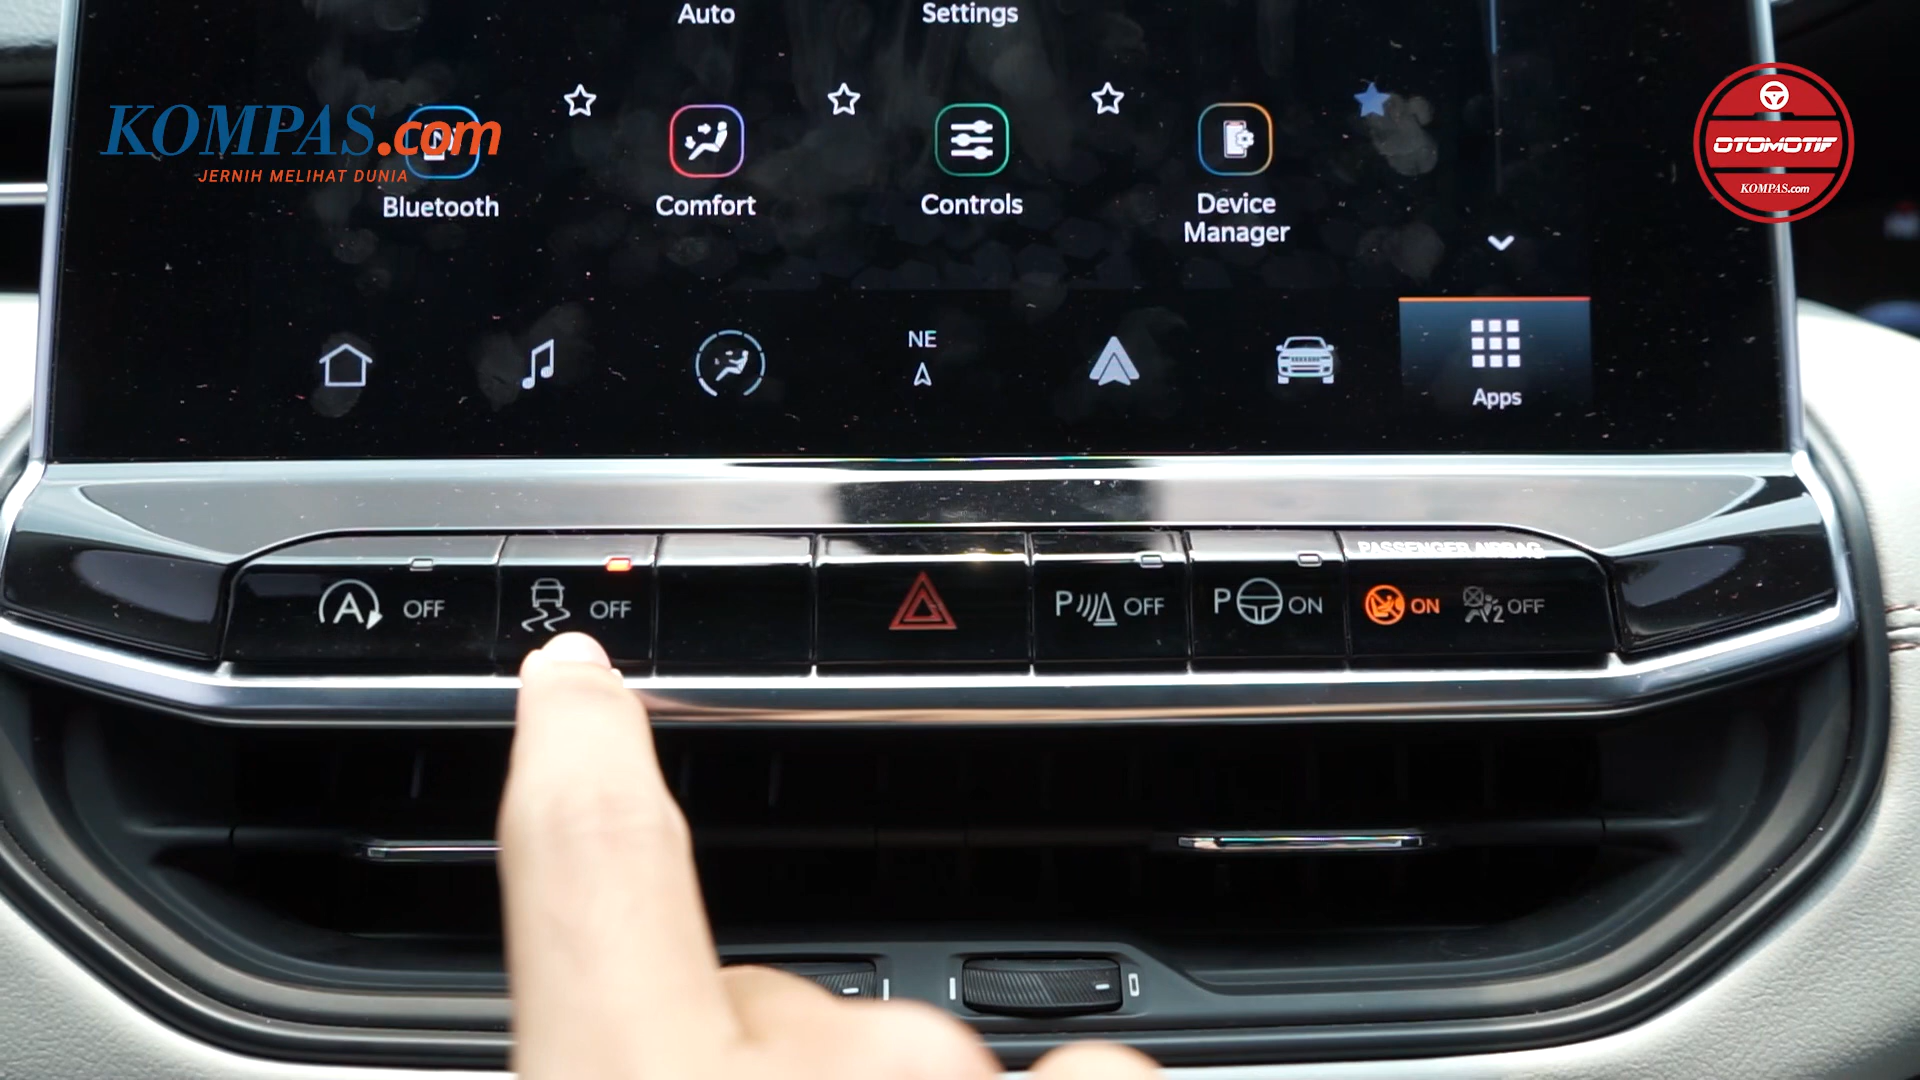 Auto
Settings
KOMPAS.com
JERNIH MELIHAT DUNIA
OTOMOTIF
KOMPAS.com
Bluetooth
Comfort
Controls
Device
Manager
NE
Apps
PASSENGER AIRBAG
A OFF
OFF
P OFF
P ON
ON
2 OFF